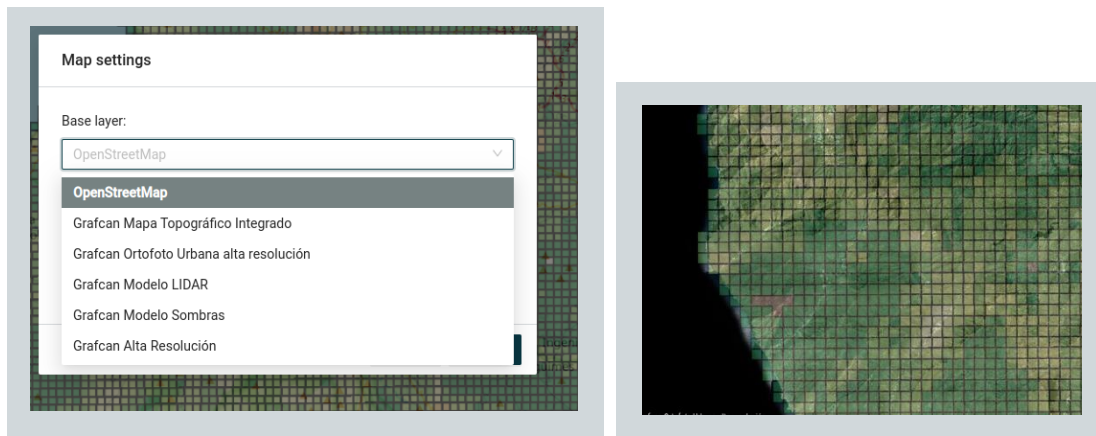 Map settings
Base layer:
OpenStreetMap
OpenStreetMap
Grafcan Mapa Topográfico Integrado
Grafcan Ortofoto Urbana alta resolución
Grafcan Modelo LIDAR
Grafcan Modelo Sombras
Grafcan Alta Resolución